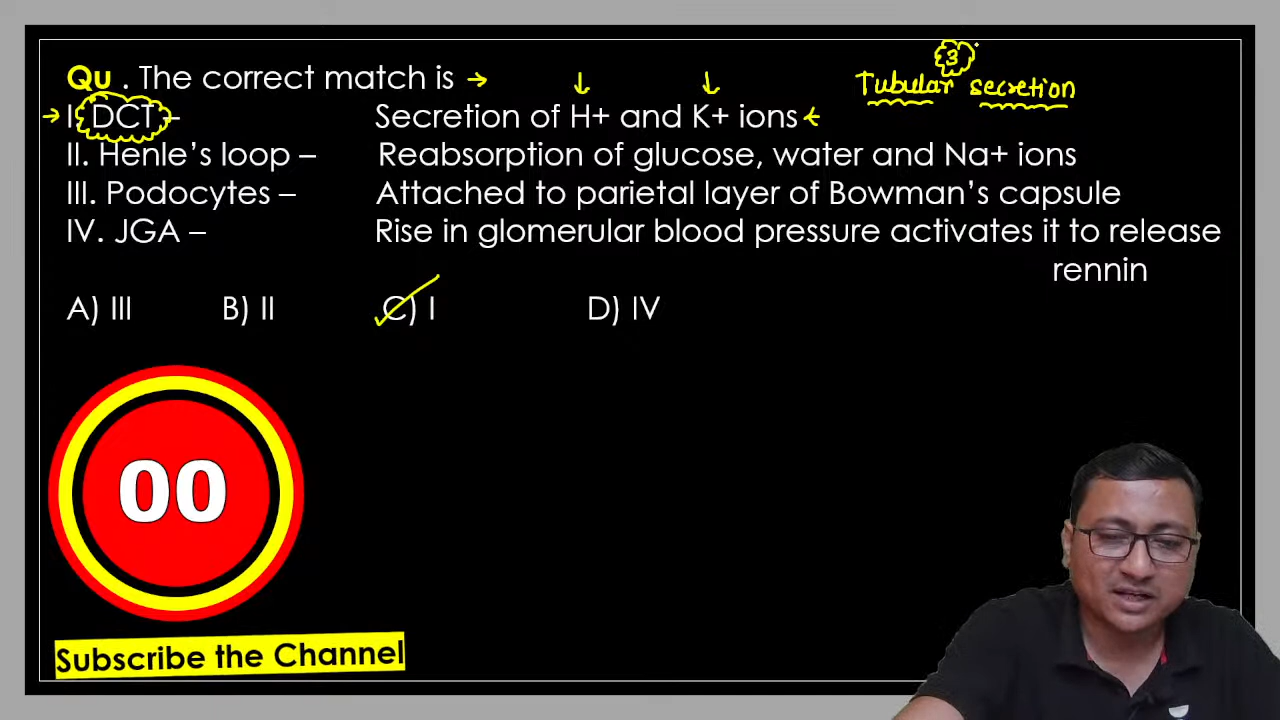 3
Qu . The correct match is → Tubular secretion
→ I. DCT – Secretion of H+ and K+ ions ←
II. Henle’s loop – Reabsorption of glucose, water and Na+ ions
III. Podocytes – Attached to parietal layer of Bowman’s capsule
IV. JGA – Rise in glomerular blood pressure activates it to release
rennin
A) III B) II C) I D) IV
00
Subscribe the Channel